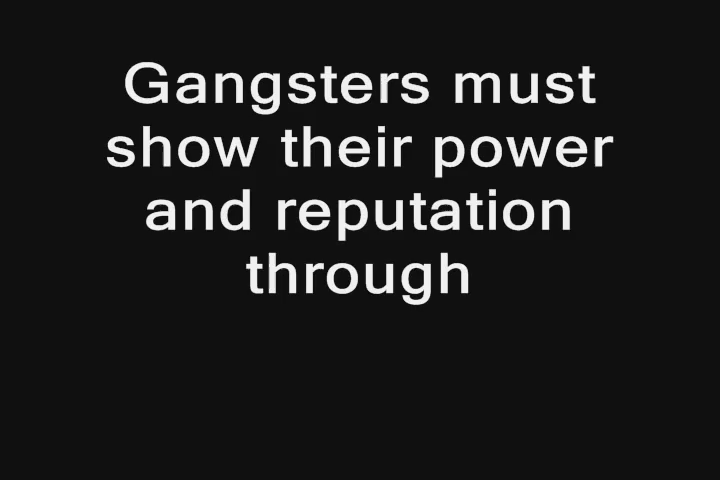 Gangsters must
show their power
and reputation
through